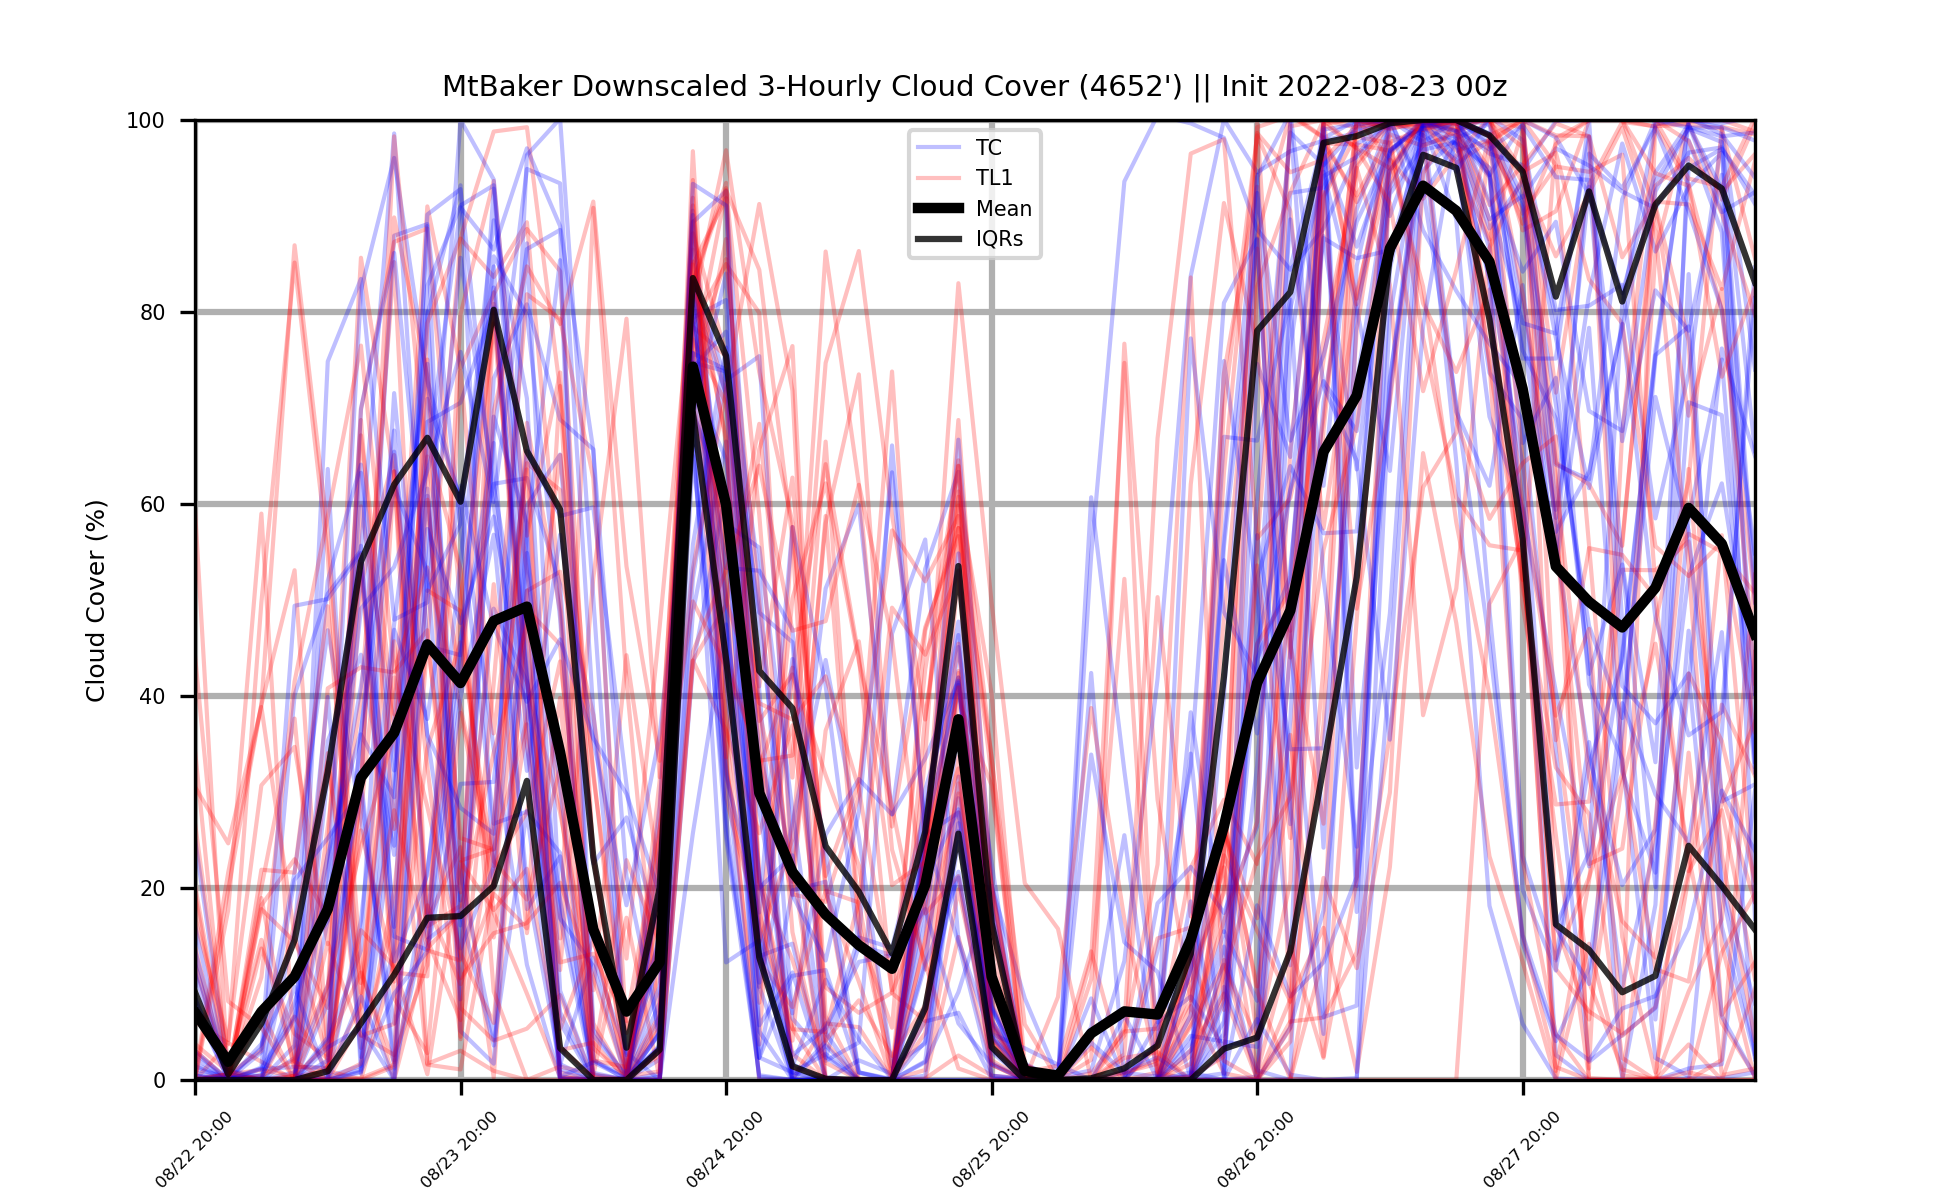 MtBaker Downscaled 3-Hourly Cloud Cover (4652') || Init 2022-08-23 00z
TC
TL1
Mean
IQRs
Cloud Cover (%)
100
80
60
40
20
0
08/22 20:00
08/23 20:00
08/24 20:00
08/25 20:00
08/26 20:00
08/27 20:00